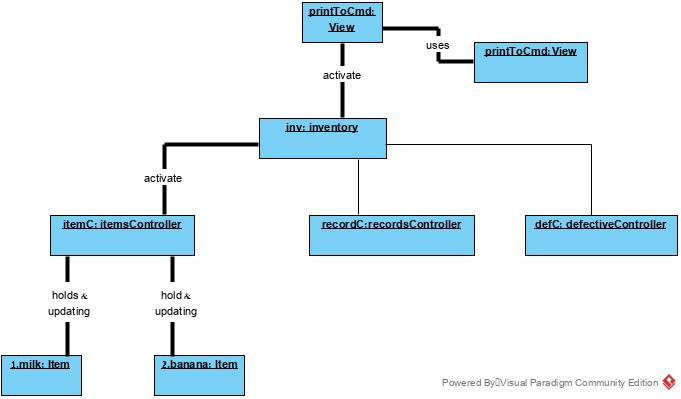 printToCmd:
View
uses
printToCmd: View
activate
inv: inventory
activate
itemC: itemsController
recordC: recordsController
defC: defectiveController
holds &
updating
hold &
updating
1.milk: Item
2.banana: Item
Powered By Visual Paradigm Community Edition